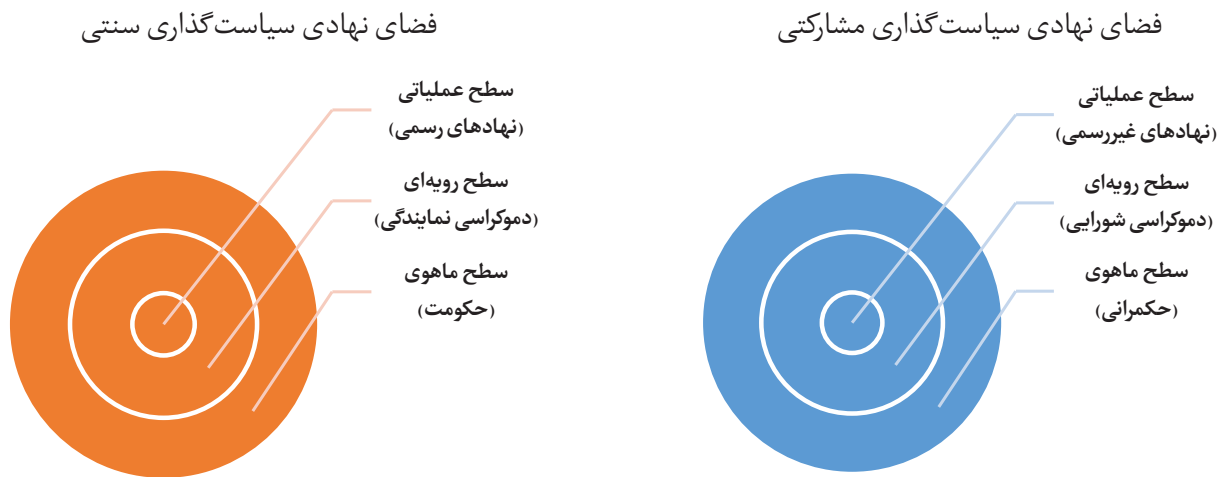 فضای نهادی سیاست‌گذاری مشارکتی
سطح عملیاتی
(نهادهای غیررسمی)
سطح رویه‌ای
(دموکراسی شورایی)
سطح ماهوی
(حکمرانی)
فضای نهادی سیاست‌گذاری سنتی
سطح عملیاتی
(نهادهای رسمی)
سطح رویه‌ای
(دموکراسی نمایندگی)
سطح ماهوی
(حکومت)